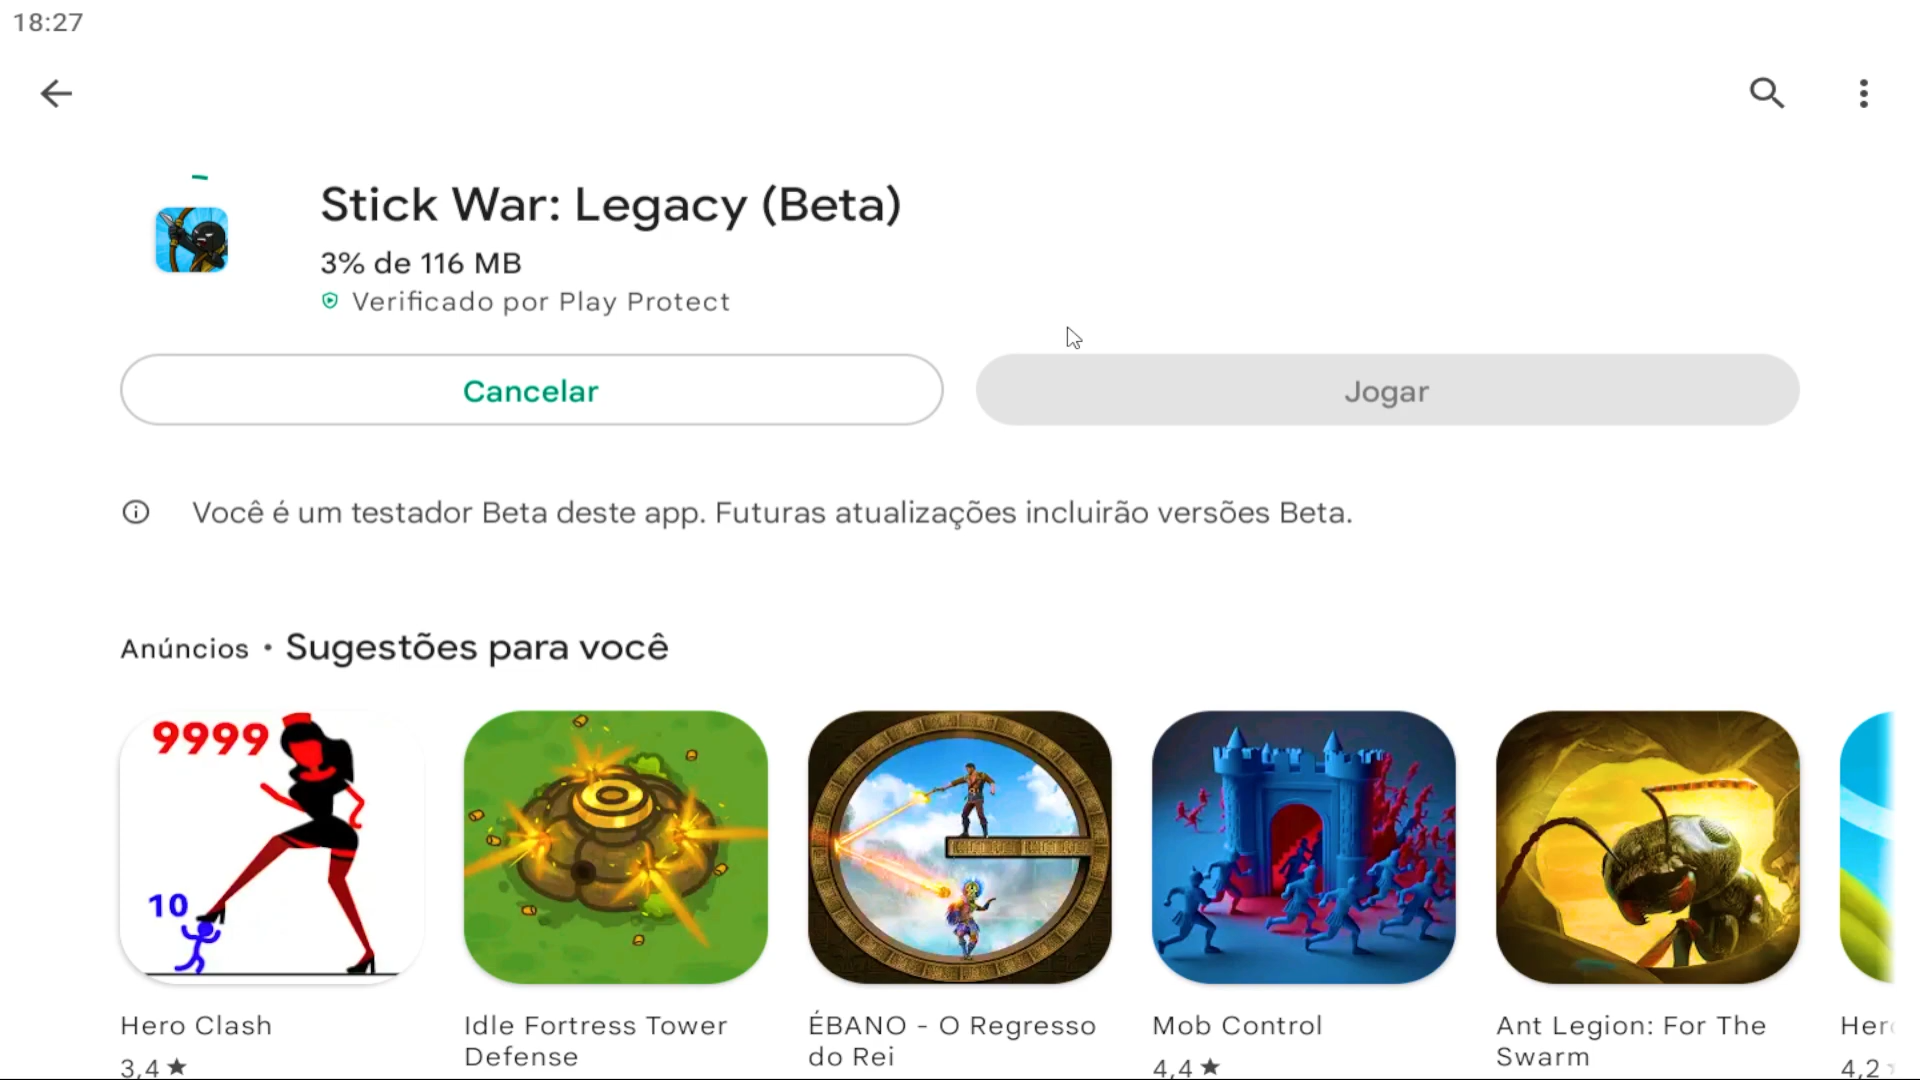 18:27
Stick War: Legacy (Beta)
3% de 116 MB
Verificado por Play Protect
Cancelar
Jogar
Você é um testador Beta deste app. Futuras atualizações incluirão versões Beta.
Anúncios • Sugestões para você
9999
10
Hero Clash
3,4 ★
Idle Fortress Tower
Defense
ÉBANO - O Regresso
do Rei
Mob Control
4,4 ★
Ant Legion: For The
Swarm
4,2